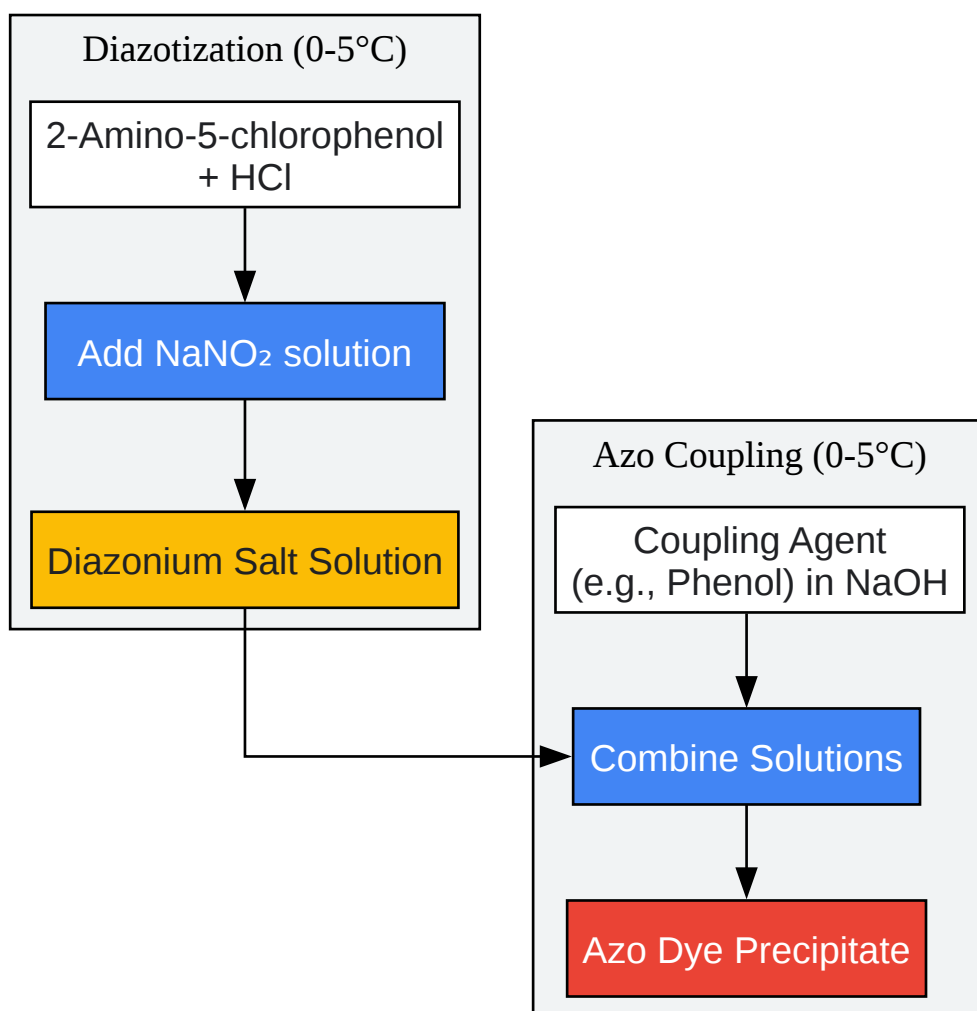 Diazotization (0-5°C)
2-Amino-5-chlorophenol
+ HCl
Add NaNO₂ solution
Diazonium Salt Solution
Azo Coupling (0-5°C)
Coupling Agent
(e.g., Phenol) in NaOH
Combine Solutions
Azo Dye Precipitate